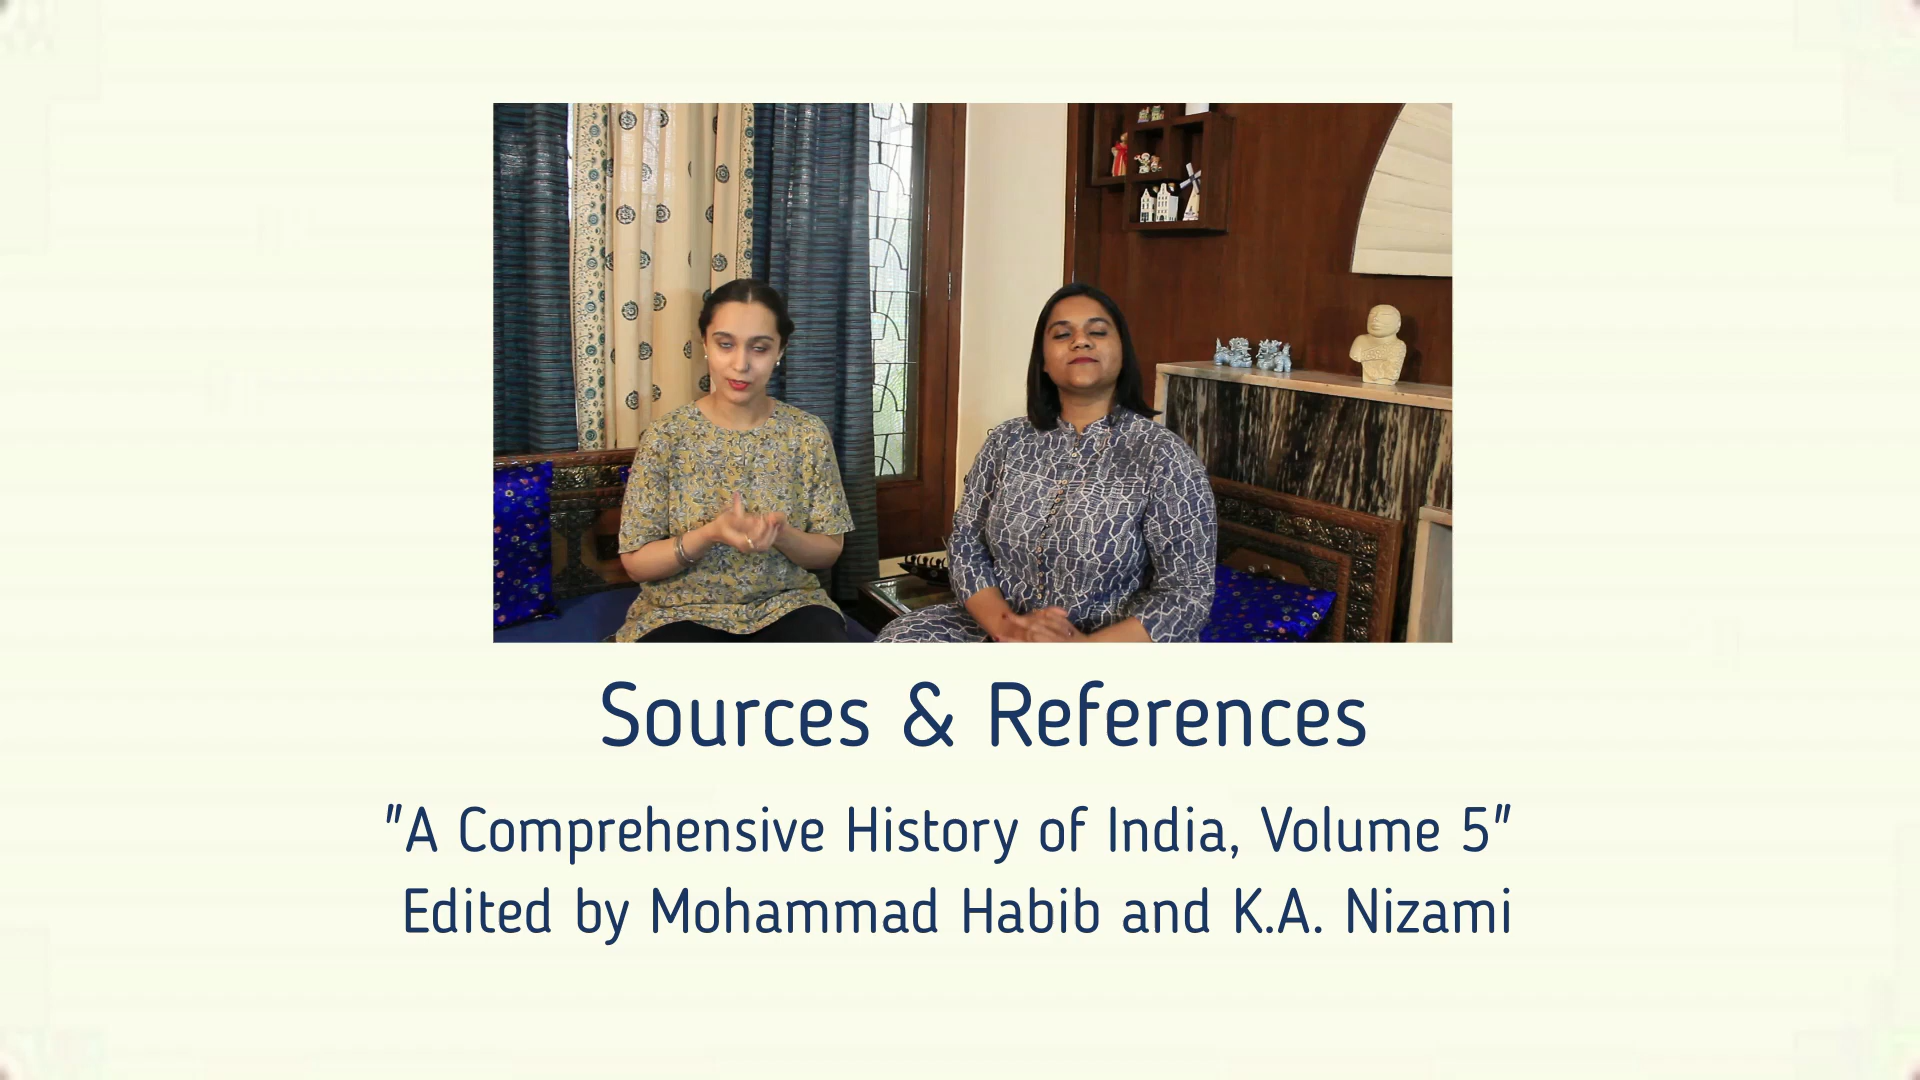 Sources & References
"A Comprehensive History of India, Volume 5"
Edited by Mohammad Habib and K.A. Nizami